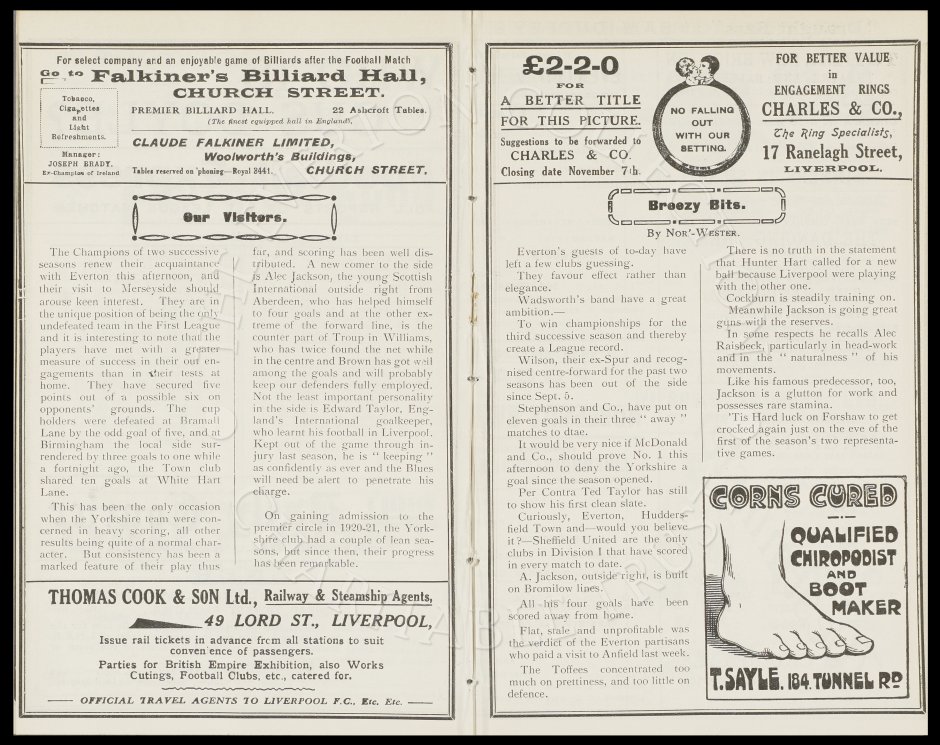 For select company and an enjoyable game of Billiards after the Football Match
Go to Falkiner's Billiard Hall,
CHURCH STREET.
Tobacco,
Cigarettes
and
Light
Refreshments.
Manager:
JOSEPH BRADY.
Ex-Champion of Ireland
PREMIER BILLIARD HALL. 22 Ashcroft Tables.
(The finest equipped hall in England).
CLAUDE FALKINER LIMITED,
Woolworth's Buildings,
Tables reserved on 'phoning—Royal 8441. CHURCH STREET.
Our Visitors.
The Champions of two successive
seasons renew their acquaintance
with Everton this afternoon, and
their visit to Merseyside should
arouse keen interest. They are in
the unique position of being the only
undefeated team in the First League
and it is interesting to note that the
players have met with a greater
measure of success in their out en-
gagements than in their tests at
home. They have secured five
points out of a possible six on
opponents' grounds. The cup
holders were defeated at Bramall
Lane by the odd goal of five, and at
Birmingham the local side sur-
rendered by three goals to one while
a fortnight ago, the Town club
shared ten goals at White Hart
Lane.
This has been the only occasion
when the Yorkshire team were con-
cerned in heavy scoring, all other
results being quite of a normal char-
acter. But consistency has been a
marked feature of their play thus
far, and scoring has been well dis-
tributed. A new comer to the side
is Alec Jackson, the young Scottish
International outside right from
Aberdeen, who has helped himself
to four goals and at the other ex-
treme of the forward line, is the
counter part of Troup in Williams,
who has twice found the net while
in the centre and Brown has got well
among the goals and will probably
keep our defenders fully employed.
Not the least important personality
in the side is Edward Taylor, Eng-
land's International goalkeeper,
who learnt his football in Liverpool.
Kept out of the game through in-
jury last season, he is "keeping"
as confidently as ever and the Blues
will need be alert to penetrate his
charge.
On gaining admission to the
premier circle in 1920-21, the York-
shire club had a couple of lean sea-
sons, but since then, their progress
has been remarkable.
THOMAS COOK & SON Ltd., Railway & Steamship Agents,
49 LORD ST., LIVERPOOL,
Issue rail tickets in advance from all stations to suit
convenience of passengers.
Parties for British Empire Exhibition, also Works
Cutings, Football Clubs, etc., catered for.
OFFICIAL TRAVEL AGENTS TO LIVERPOOL F.C., Etc. Etc.
£2-2-0
FOR
A BETTER TITLE
FOR THIS PICTURE.
Suggestions to be forwarded to
CHARLES & CO.
Closing date November 7th.
NO FALLING
OUT
WITH OUR
SETTING.
FOR BETTER VALUE
in
ENGAGEMENT RINGS
CHARLES & CO.,
The Ring Specialists,
17 Ranelagh Street,
LIVERPOOL.
Breezy Bits.
By Nor'-Wester.
Everton's guests of to-day have
left a few clubs guessing.
They favour effect rather than
elegance.
Wadsworth's band have a great
ambition.—
To win championships for the
third successive season and thereby
create a League record.
Wilson, their ex-Spur and recog-
nised centre-forward for the past two
seasons has been out of the side
since Sept. 5.
Stephenson and Co., have put on
eleven goals in their three "away"
matches to dtae.
It would be very nice if McDonald
and Co., should prove No. 1 this
afternoon to deny the Yorkshire a
goal since the season opened.
Per Contra Ted Taylor has still
to show his first clean slate.
Curiously, Everton, Hudders-
field Town and—would you believe
it?—Sheffield United are the only
clubs in Division I that have scored
in every match to date.
A. Jackson, outside right, is built
on Bromilow lines.
All his four goals have been
scored away from home.
Flat, stale and unprofitable was
the verdict of the Everton partisans
who paid a visit to Anfield last week.
The Toffees concentrated too
much on prettiness, and too little on
defence.
There is no truth in the statement
that Hunter Hart called for a new
ball because Liverpool were playing
with the other one.
Cockburn is steadily training on.
Meanwhile Jackson is going great
guns with the reserves.
In some respects he recalls Alec
Raisbeck, particularly in head-work
and in the "naturalness" of his
movements.
Like his famous predecessor, too,
Jackson is a glutton for work and
possesses rare stamina.
'Tis Hard luck on Forshaw to get
crocked again just on the eve of the
first of the season's two representa-
tive games.
CORNS CURED
QUALIFIED
CHIROPODIST
AND
BOOT
MAKER
T. SAYLE. 184. TUNNEL RD